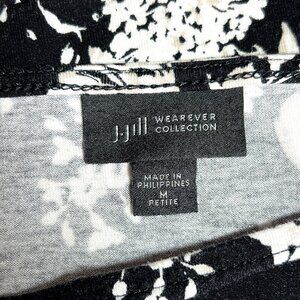 J.Jill WEAREVER
COLLECTION
MADE IN
PHILIPPINES
M
PETITE